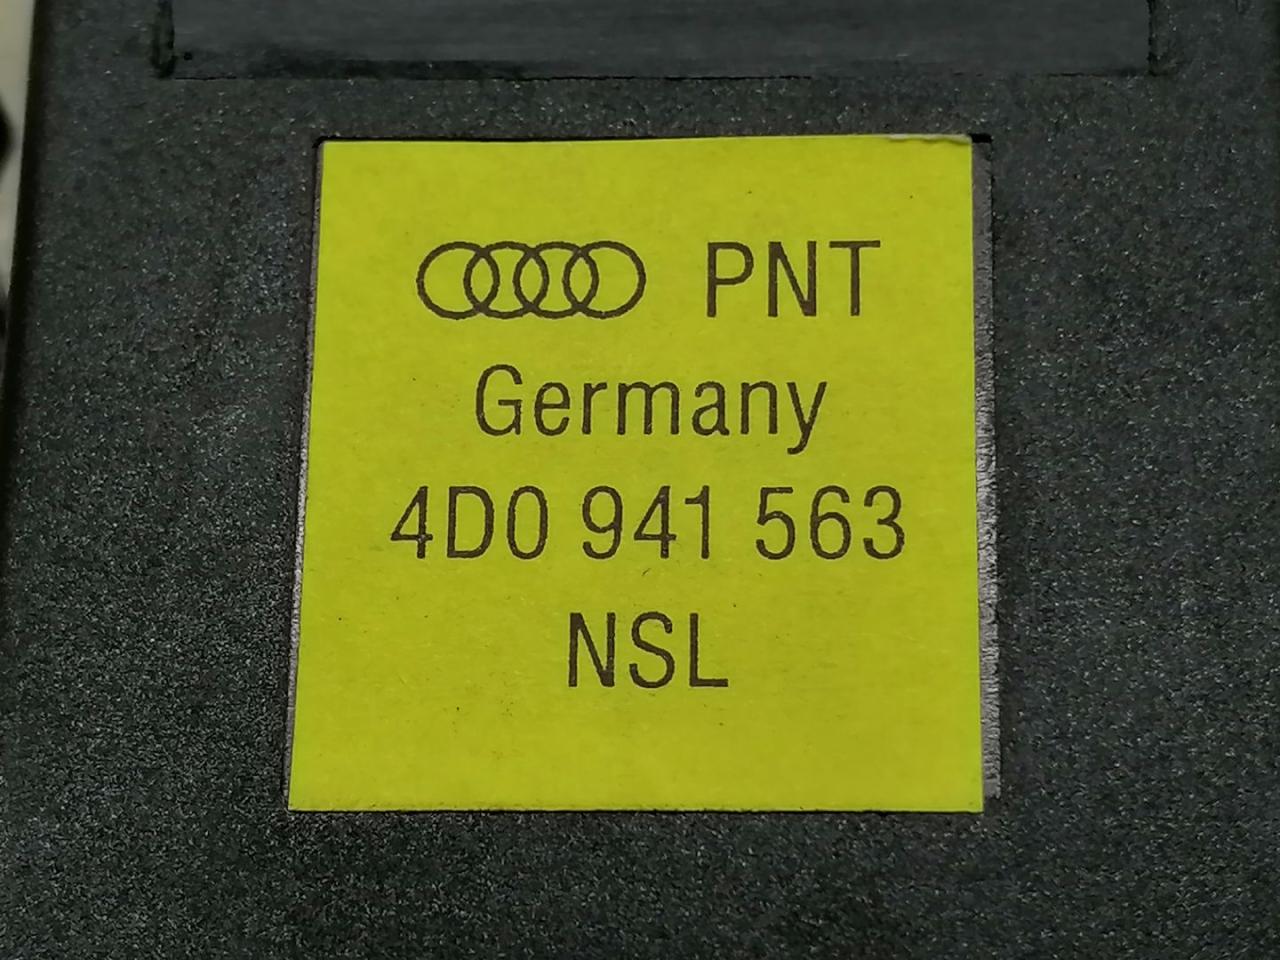 PNT
Germany
4D0 941 563
NSL